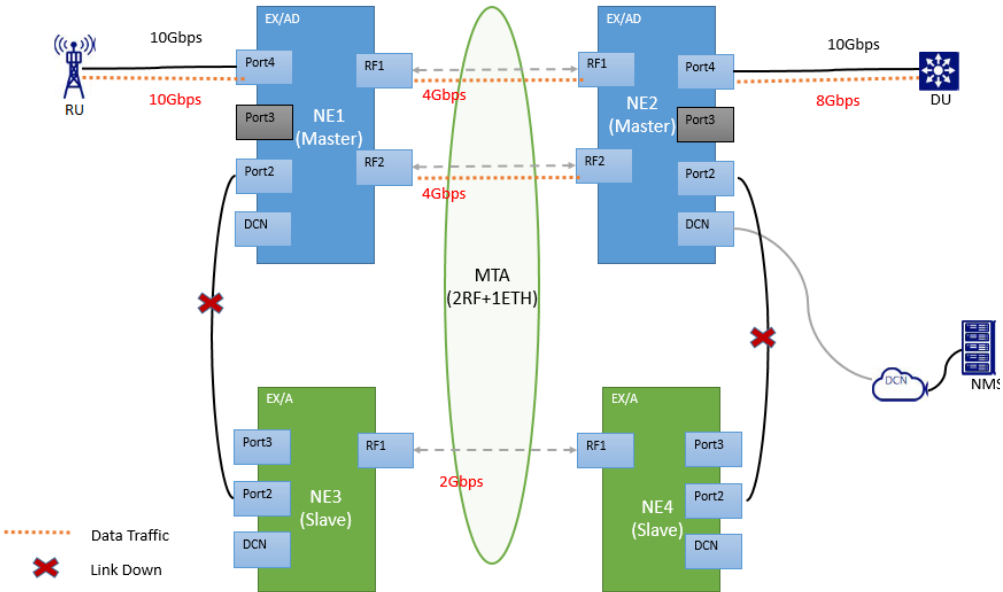 EX/AD
EX/AD
10Gbps
10Gbps
Port4
RF1
RF1
Port4
RU
10Gbps
4Gbps
8Gbps
DU
Port3
NE1
(Master)
NE2
(Master)
Port3
Port2
RF2
RF2
Port2
4Gbps
DCN
DCN
MTA
(2RF+1ETH)
DCN
NMS
EX/A
EX/A
Port3
RF1
RF1
Port3
2Gbps
Port2
NE3
(Slave)
NE4
(Slave)
Port2
DCN
DCN
Data Traffic
Link Down